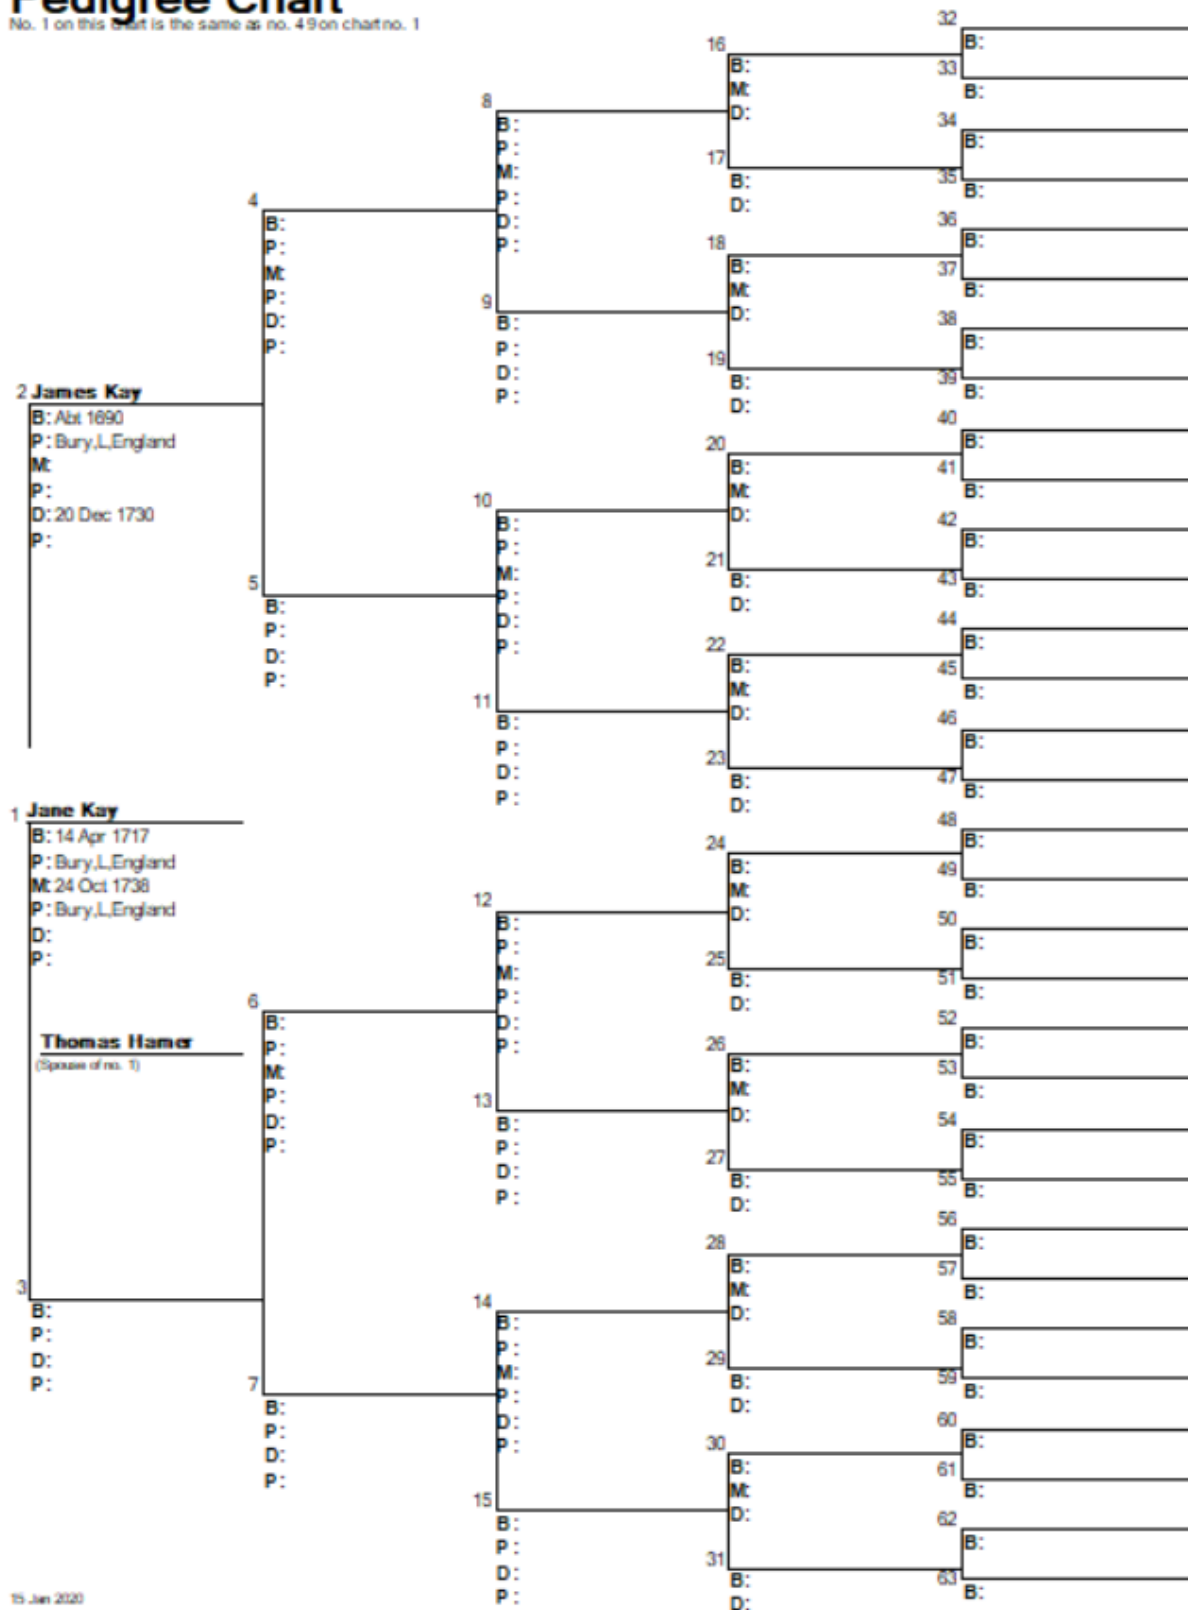 Pedigree Chart
No. 1 on this chart is the same as no. 49 on chart no. 1
2 James Kay
B: Abt 1690
P: Bury,L,England
M:
P:
D: 20 Dec 1730
P:
1 Jane Kay
B: 14 Apr 1717
P: Bury,L,England
M: 24 Oct 1738
P: Bury,L,England
D:
P:
Thomas Hamer
(Spouse of no. 1)
3
B:
P:
D:
P:
4
B:
P:
M:
P:
D:
P:
5
B:
P:
D:
P:
6
B:
P:
M:
P:
D:
P:
7
B:
P:
D:
P:
8
B:
P:
M:
P:
D:
P:
9
B:
P:
D:
P:
10
B:
P:
M:
P:
D:
P:
11
B:
P:
D:
P:
12
B:
P:
M:
P:
D:
P:
13
B:
P:
D:
P:
14
B:
P:
M:
P:
D:
P:
15
B:
P:
D:
P:
16
B:
M:
D:
17
B:
D:
18
B:
M:
D:
19
B:
D:
20
B:
M:
D:
21
B:
D:
22
B:
M:
D:
23
B:
D:
24
B:
M:
D:
25
B:
D:
26
B:
M:
D:
27
B:
D:
28
B:
M:
D:
29
B:
D:
30
B:
M:
D:
31
B:
D:
32
B:
33
B:
34
B:
35
B:
36
B:
37
B:
38
B:
39
B:
40
B:
41
B:
42
B:
43
B:
44
B:
45
B:
46
B:
47
B:
48
B:
49
B:
50
B:
51
B:
52
B:
53
B:
54
B:
55
B:
56
B:
57
B:
58
B:
59
B:
60
B:
61
B:
62
B:
63
B:
15 Jan 2020